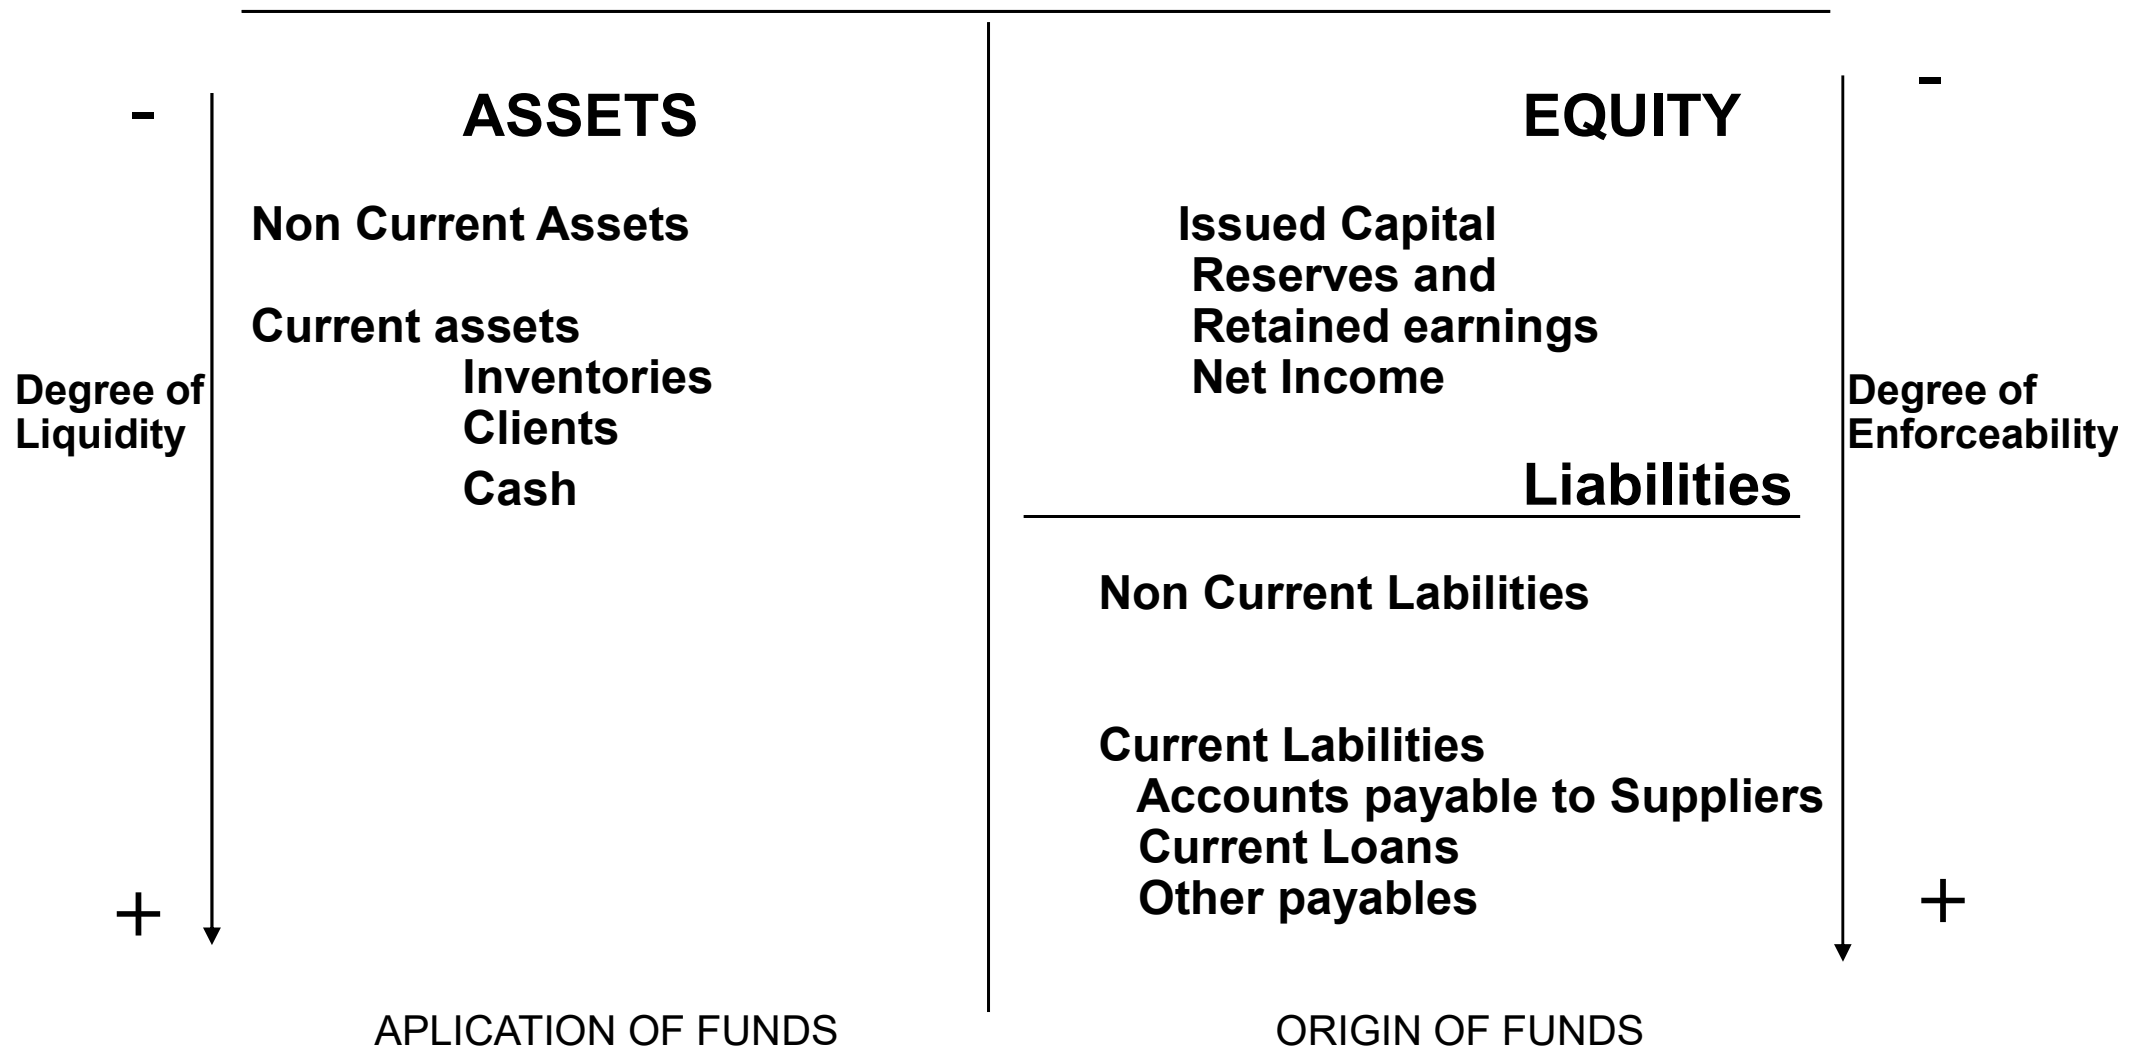 -
ASSETS
Non Current Assets
Current assets
Inventories
Clients
Cash
Degree of
Liquidity
+
APLICATION OF FUNDS
-
EQUITY
Issued Capital
Reserves and
Retained earnings
Net Income
Degree of
Enforceability
Liabilities
Non Current Labilities
Current Labilities
Accounts payable to Suppliers
Current Loans
Other payables
+
ORIGIN OF FUNDS